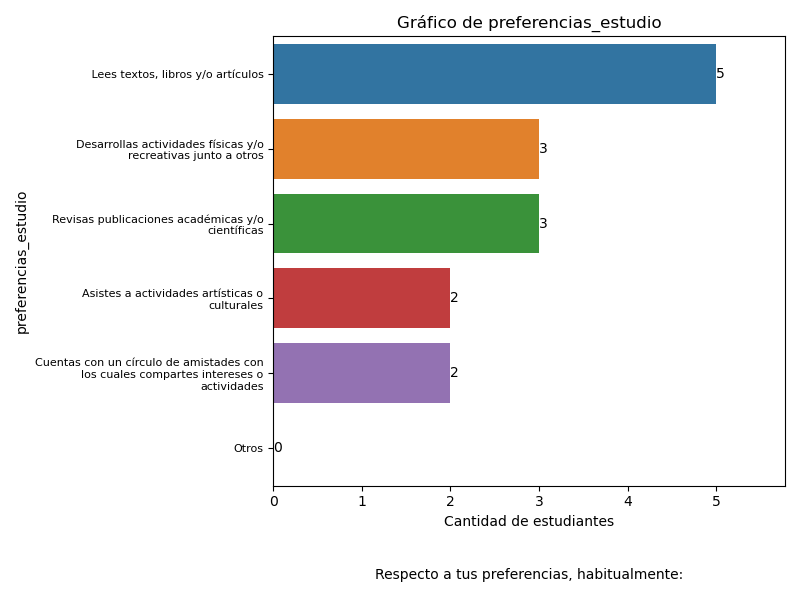 Gráfico de preferencias_estudio
preferencias_estudio
Lees textos, libros y/o artículos
5
Desarrollas actividades físicas y/o
recreativas junto a otros
3
Revisas publicaciones académicas y/o
científicas
3
Asistes a actividades artísticas o
culturales
2
Cuentas con un círculo de amistades con
los cuales compartes intereses o
actividades
2
Otros
0
0 1 2 3 4 5
Cantidad de estudiantes
Respecto a tus preferencias, habitualmente: